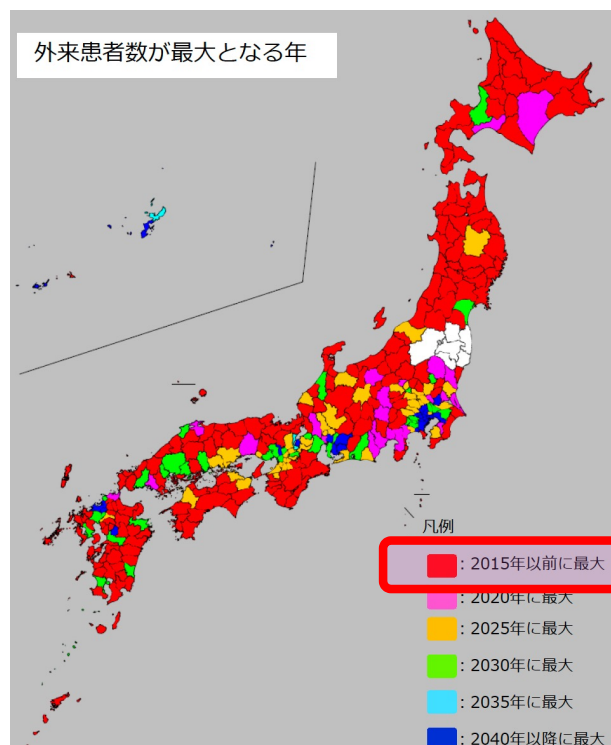 外来患者数が最大となる年
凡例
：2015年以前に最大
：2020年に最大
：2025年に最大
：2030年に最大
：2035年に最大
：2040年以降に最大